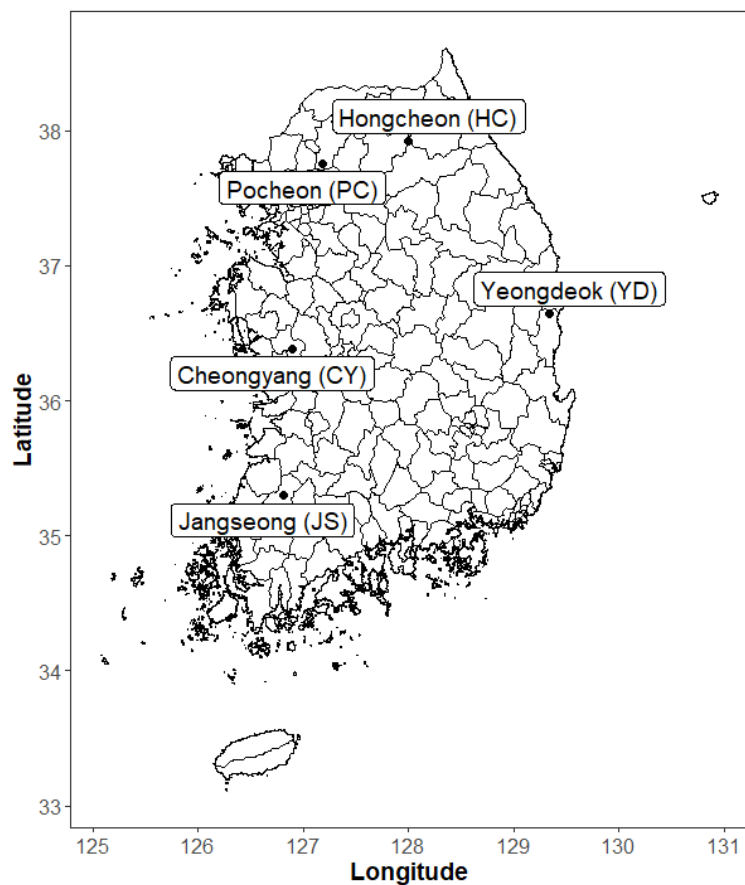 38
Hongcheon (HC)
Pocheon (PC)
37
Yeongdeok (YD)
Cheongyang (CY)
36
Latitude
Jangseong (JS)
35
34
33
125 126 127 128 129 130 131
Longitude